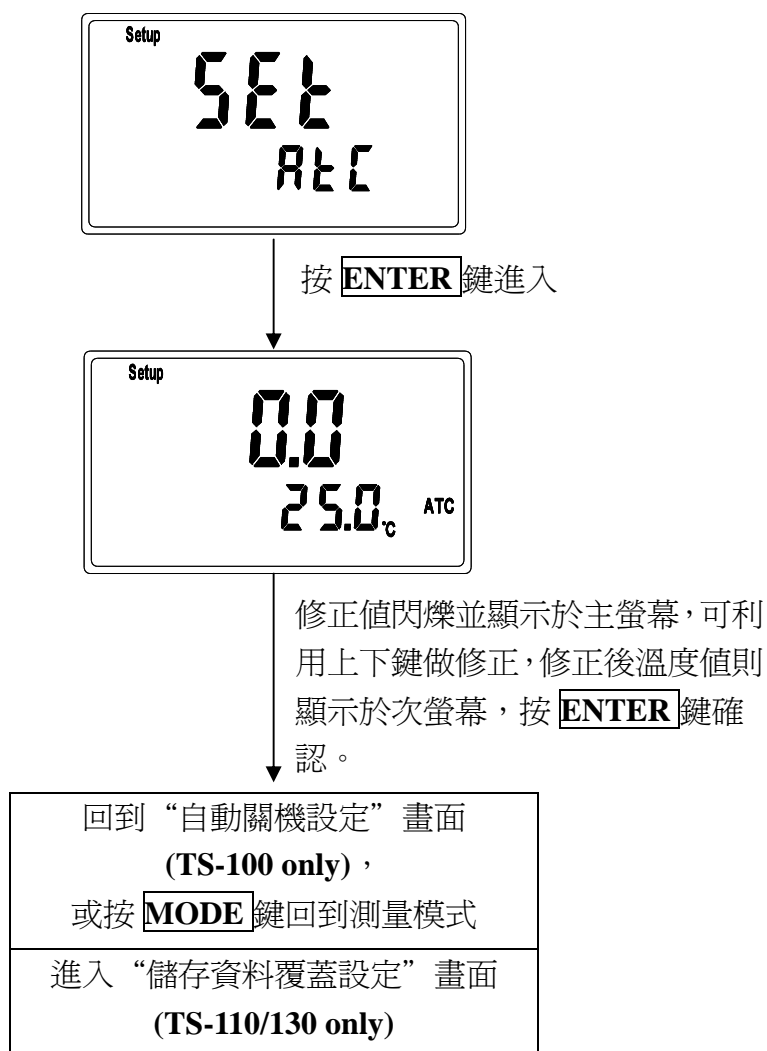 Setup
SEt
AtC
按 ENTER 鍵進入
Setup
0.0
25.0℃ ATC
修正值閃爍並顯示於主螢幕，可利
用上下鍵做修正，修正後溫度值則
顯示於次螢幕，按 ENTER 鍵確
認。
回到“自動關機設定”畫面
(TS-100 only)，
或按 MODE 鍵回到測量模式
進入“儲存資料覆蓋設定”畫面
(TS-110/130 only)